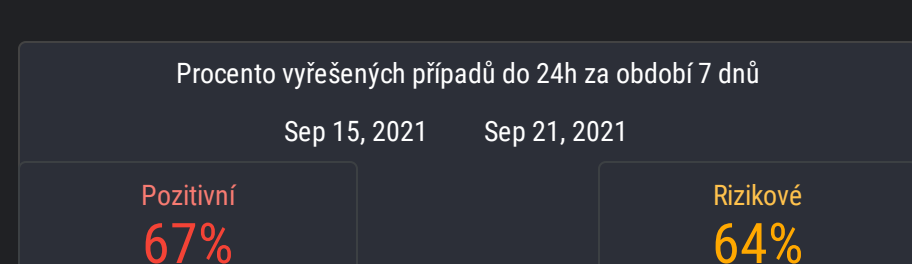 Procento vyřešených případů do 24h za období 7 dnů
Sep 15, 2021 Sep 21, 2021
Pozitivní Rizikové
67% 64%